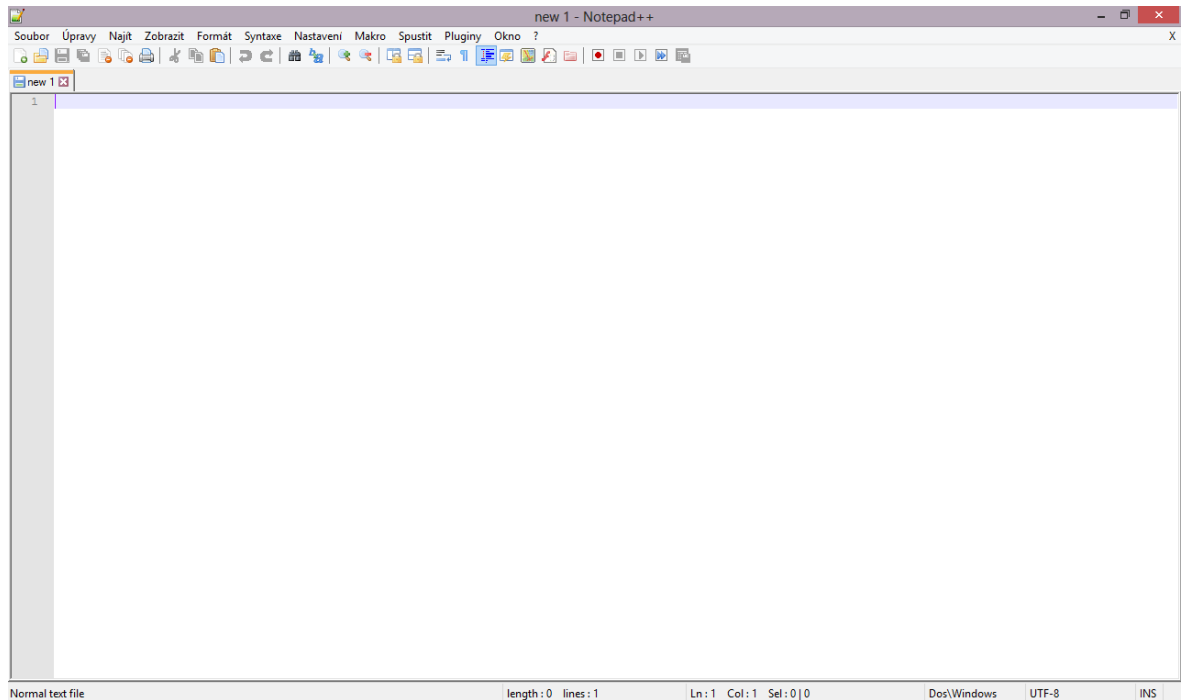 new 1 - Notepad++
Soubor Úpravy Najít Zobrazit Formát Syntaxe Nastavení Makro Spustit Pluginy Okno ? X
new 1
1
Normal text file length : 0 lines : 1 Ln : 1 Col : 1 Sel : 0 | 0 Dos\Windows UTF-8 INS